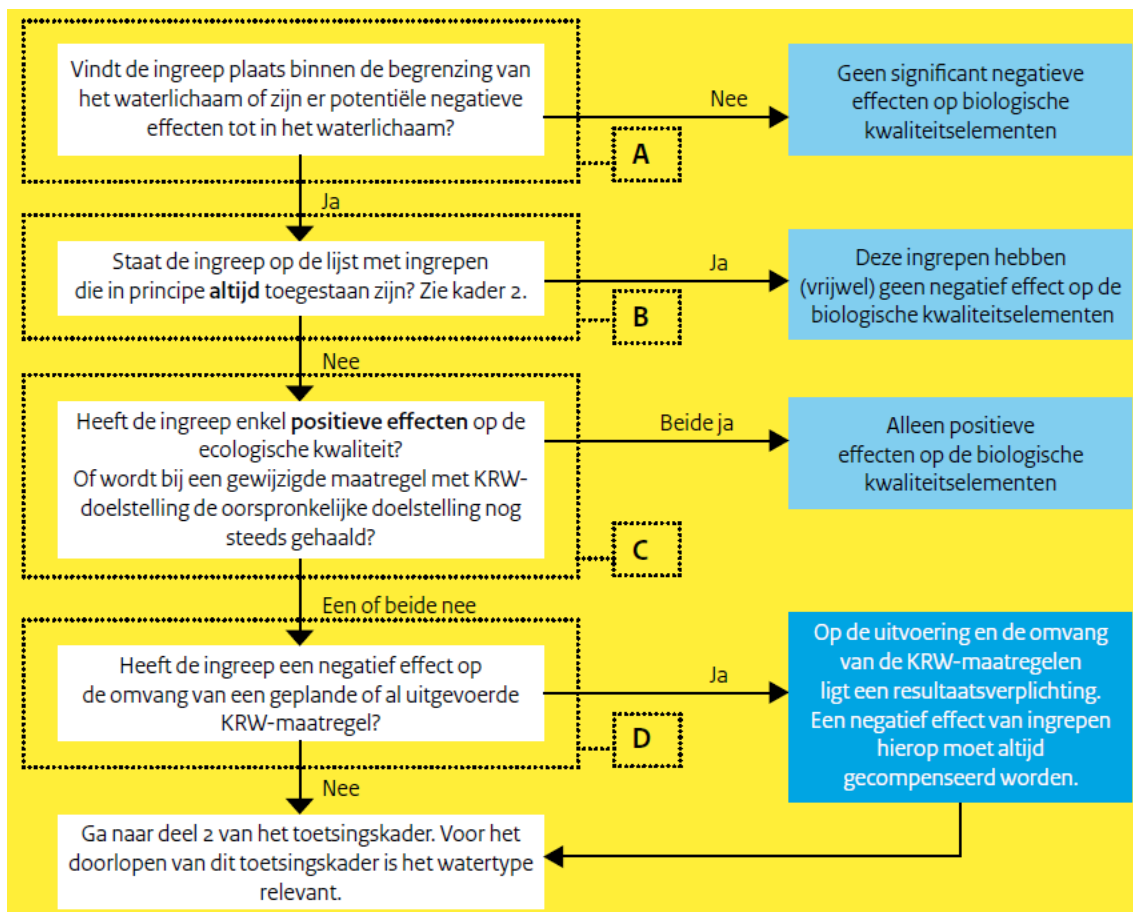 Vindt de ingreep plaats binnen de begrenzing van
het waterlichaam of zijn er potentiële negatieve
effecten tot in het waterlichaam?
Nee
Geen significant negatieve
effecten op biologische
kwaliteitselementen
A
Ja
Staat de ingreep op de lijst met ingrepen
die in principe altijd toegestaan zijn? Zie kader 2.
Ja
Deze ingrepen hebben
(vrijwel) geen negatief effect op de
biologische kwaliteitselementen
B
Nee
Heeft de ingreep enkel positieve effecten op de
ecologische kwaliteit?
Of wordt bij een gewijzigde maatregel met KRW-
doelstelling de oorspronkelijke doelstelling nog
steeds gehaald?
Beide ja
Alleen positieve
effecten op de biologische
kwaliteitselementen
C
Een of beide nee
Heeft de ingreep een negatief effect op
de omvang van een geplande of al uitgevoerde
KRW-maatregel?
Ja
Op de uitvoering en de omvang
van de KRW-maatregelen
ligt een resultaatsverplichting.
Een negatief effect van ingrepen
hierop moet altijd
gecompenseerd worden.
D
Nee
Ga naar deel 2 van het toetsingskader. Voor het
doorlopen van dit toetsingskader is het watertype
relevant.